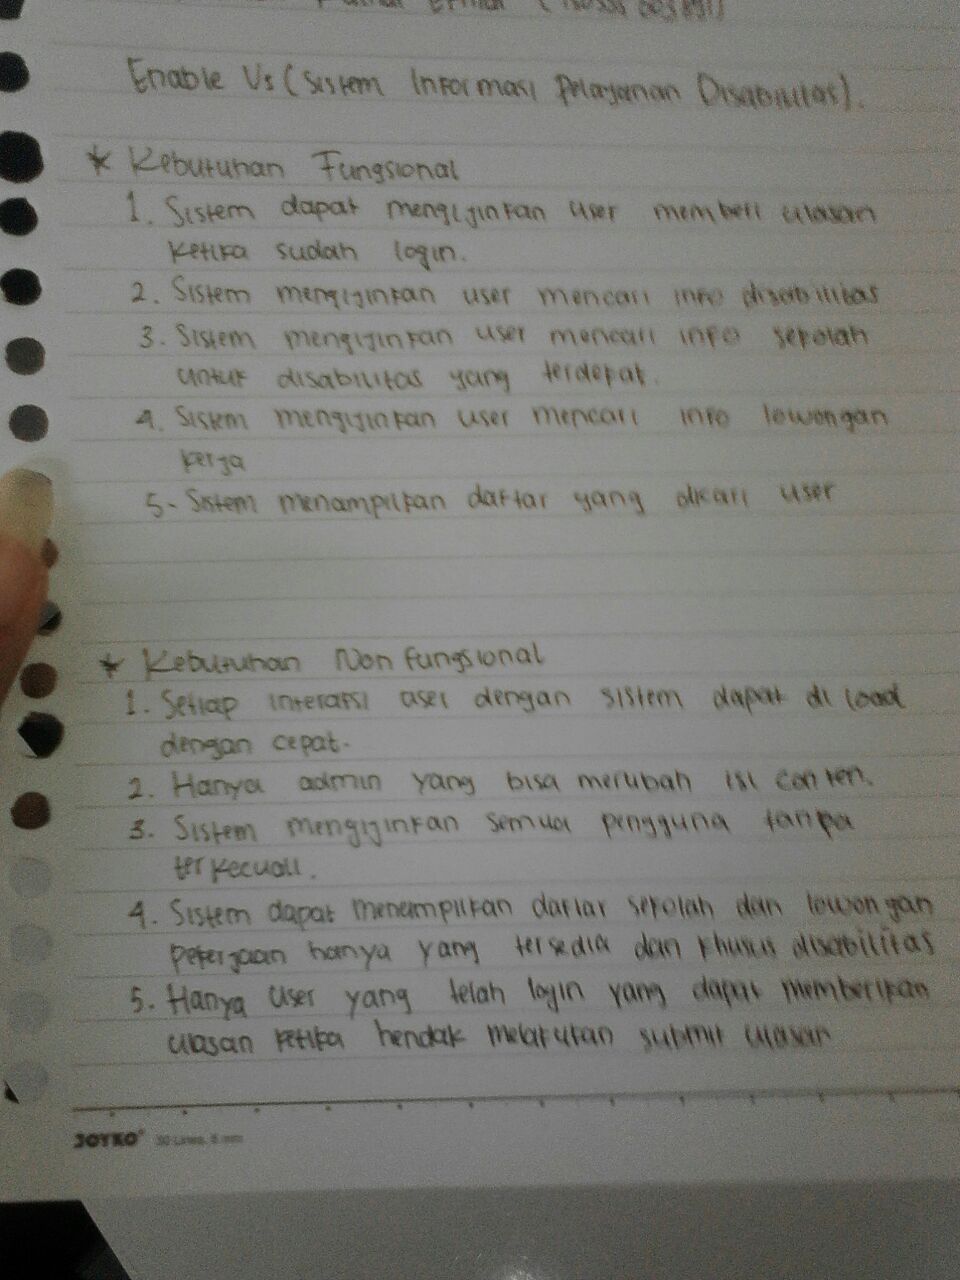 Enable Us (Sistem Informasi Pelayanan Disabilitas).
* Kebutuhan Fungsional
1. Sistem dapat mengijinkan user memberi ulasan
ketika sudah login.
2. Sistem mengijinkan user mencari info disabilitas
3. Sistem mengijinkan user mencari info sekolah
untuk disabilitas yang terdekat.
4. Sistem mengijinkan user mencari info lowongan
kerja
5- Sistem menampilkan daftar yang dicari user
* Kebutuhan Non fungsional
1. Setiap interaksi user dengan sistem dapat di load
dengan cepat.
2. Hanya admin yang bisa merubah isi conten.
3. Sistem mengijinkan semua pengguna tanpa
terkecuali.
4. Sistem dapat menampilkan daftar sekolah dan lowongan
pekerjaan hanya yang tersedia dan khusus disabilitas
5. Hanya user yang telah login yang dapat memberikan
ulasan ketika hendak melakukan submit ulasan
JOYKO 30 Lines, 8 mm